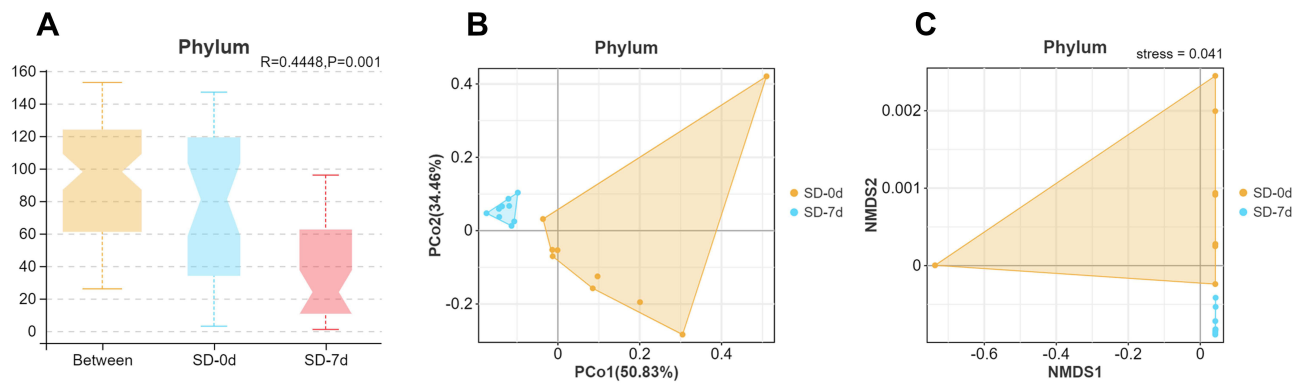 A
Phylum
R=0.4448,P=0.001
160
140
120
100
80
60
40
20
0
Between
SD-0d
SD-7d
B
Phylum
PCo2(34.46%)
0.4
0.2
0
-0.2
0
0.2
0.4
PCo1(50.83%)
SD-0d
SD-7d
C
Phylum
stress = 0.041
NMDS2
0.002
0.001
0
-0.6
-0.4
-0.2
0
NMDS1
SD-0d
SD-7d